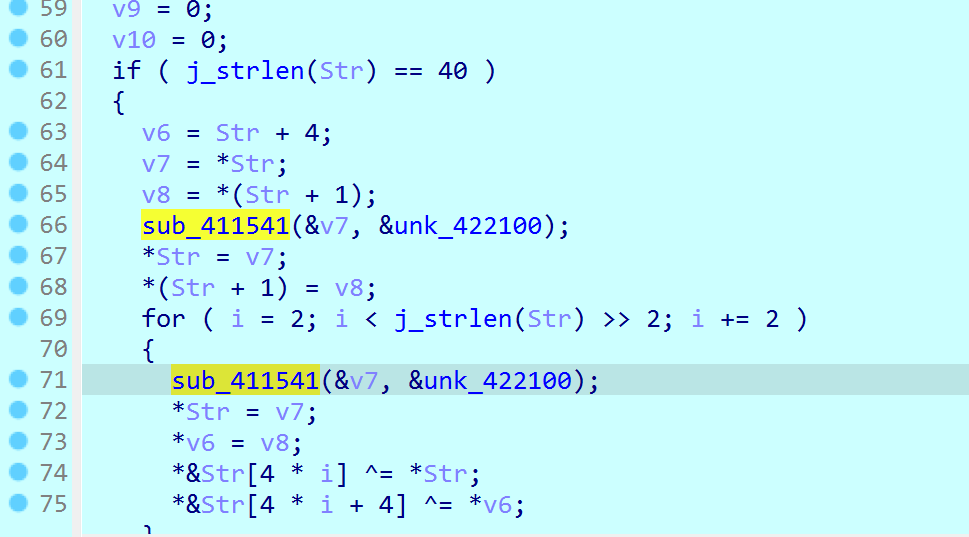 59 v9 = 0;
60 v10 = 0;
61 if ( j_strlen(Str) == 40 )
62 {
63 v6 = Str + 4;
64 v7 = *Str;
65 v8 = *(Str + 1);
66 sub_411541(&v7, &unk_422100);
67 *Str = v7;
68 *(Str + 1) = v8;
69 for ( i = 2; i < j_strlen(Str) >> 2; i += 2 )
70 {
71 sub_411541(&v7, &unk_422100);
72 *Str = v7;
73 *v6 = v8;
74 *&Str[4 * i] ^= *Str;
75 *&Str[4 * i + 4] ^= *v6;